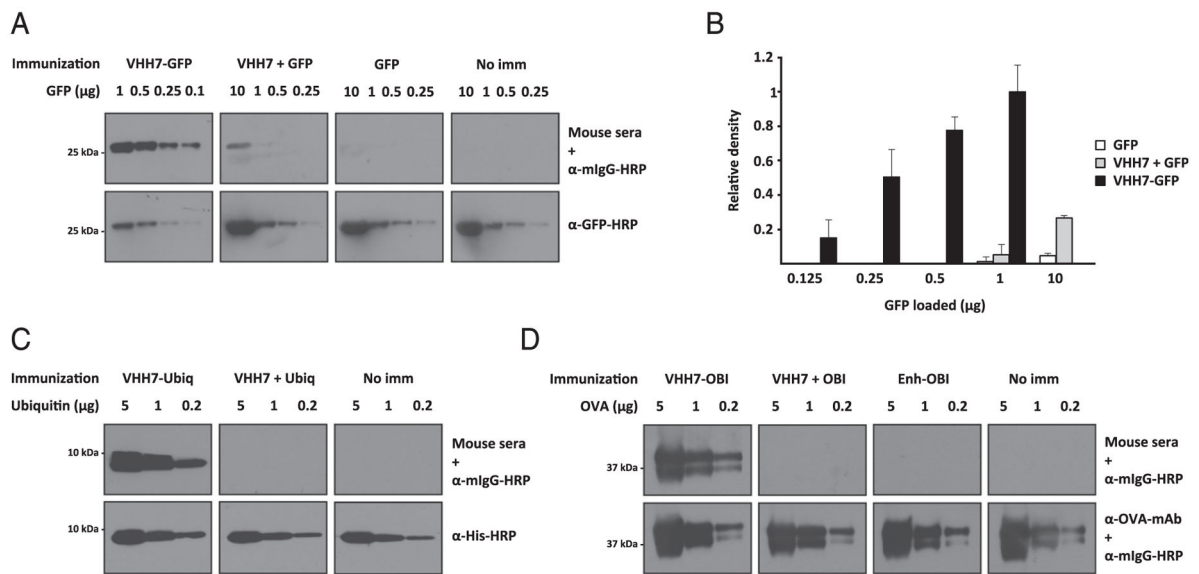 A
Immunization VHH7-GFP VHH7 + GFP GFP No imm
GFP (µg) 1 0.5 0.25 0.1 10 1 0.5 0.25 10 1 0.5 0.25 10 1 0.5 0.25
25 kDa
Mouse sera
+
α-mIgG-HRP
25 kDa
α-GFP-HRP
B
Relative density
1.2
1
0.8
0.6
0.4
0.2
0.125 0.25 0.5 1 10
GFP loaded (µg)
GFP
VHH7 + GFP
VHH7-GFP
C
Immunization VHH7-Ubiq VHH7 + Ubiq No imm
Ubiquitin (µg) 5 1 0.2 5 1 0.2 5 1 0.2
10 kDa
Mouse sera
+
α-mIgG-HRP
10 kDa
α-His-HRP
D
Immunization VHH7-OBI VHH7 + OBI Enh-OBI No imm
OVA (µg) 5 1 0.2 5 1 0.2 5 1 0.2 5 1 0.2
37 kDa
Mouse sera
+
α-mIgG-HRP
37 kDa
α-OVA-mAb
+
α-mIgG-HRP